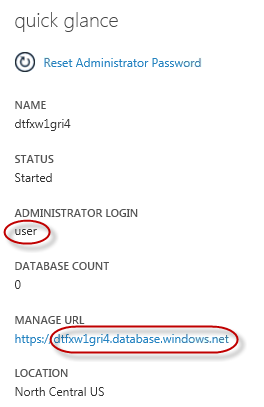 quick glance
Reset Administrator Password
NAME
dtfxw1gri4
STATUS
Started
ADMINISTRATOR LOGIN
user
DATABASE COUNT
0
MANAGE URL
https://dtfxw1gri4.database.windows.net
LOCATION
North Central US